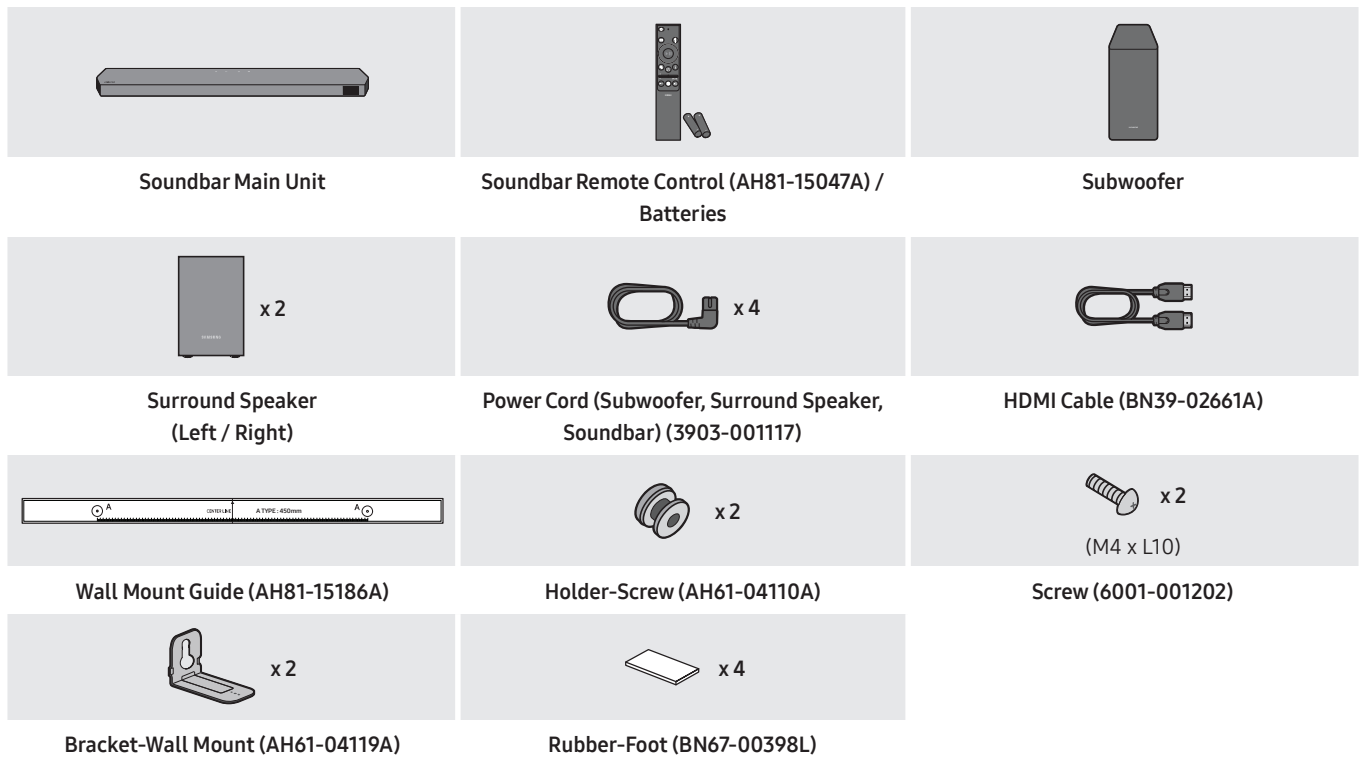 Soundbar Main Unit
Soundbar Remote Control (AH81-15047A) /
Batteries
Subwoofer
x 2
Surround Speaker
(Left / Right)
x 4
Power Cord (Subwoofer, Surround Speaker,
Soundbar) (3903-001117)
HDMI Cable (BN39-02661A)
A
CENTER LINE
A TYPE : 450mm
A
Wall Mount Guide (AH81-15186A)
x 2
Holder-Screw (AH61-04110A)
x 2
(M4 x L10)
Screw (6001-001202)
x 2
Bracket-Wall Mount (AH61-04119A)
x 4
Rubber-Foot (BN67-00398L)